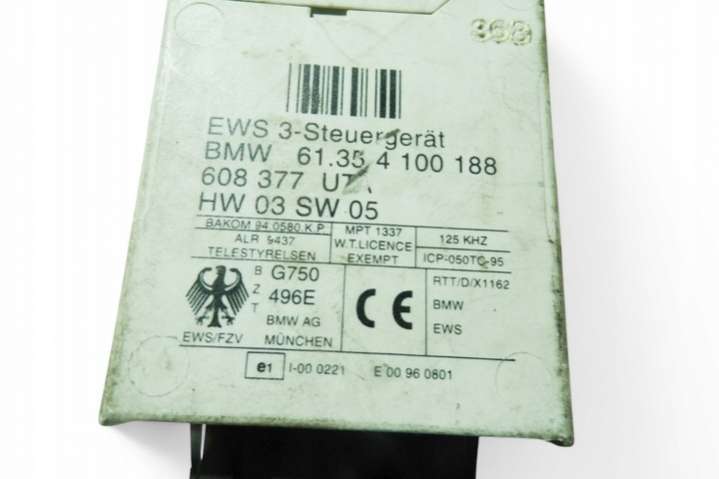 868
EWS 3-Steuergerät
BMW 61.35 4 100 188
608 377 UTA
HW 03 SW 05
BAKOM 94.0580.K.P
ALR 9437
TELESTYRELSEN
MPT 1337
W.T.LICENCE
EXEMPT
125 KHZ
ICP-050TC-95
B Z T
G750
496E
BMW AG
EWS/FZV MÜNCHEN
CE
RTT/D/X1162
BMW
EWS
e1 I-00 0221 E 00 96 0801